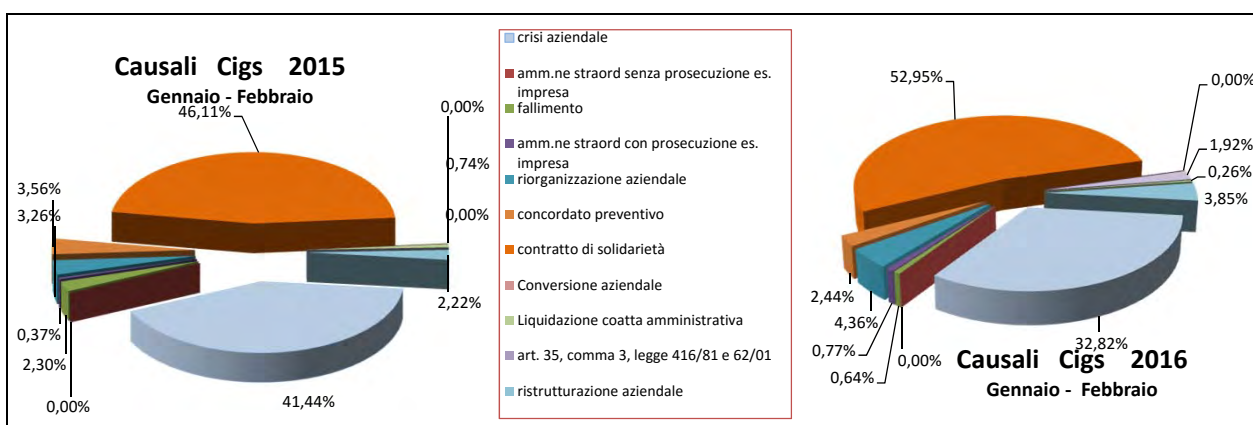 Causali Cigs 2015
Gennaio - Febbraio
46,11%
0,00%
0,74%
0,00%
3,56%
3,26%
2,22%
0,37%
2,30%
0,00%
41,44%
crisi aziendale
amm.ne straord senza prosecuzione es.
impresa
fallimento
amm.ne straord con prosecuzione es.
impresa
riorganizzazione aziendale
concordato preventivo
contratto di solidarietà
Conversione aziendale
Liquidazione coatta amministrativa
art. 35, comma 3, legge 416/81 e 62/01
ristrutturazione aziendale
52,95%
0,00%
1,92%
0,26%
3,85%
2,44%
4,36%
0,77%
0,64%
0,00%
32,82%
Causali Cigs 2016
Gennaio - Febbraio